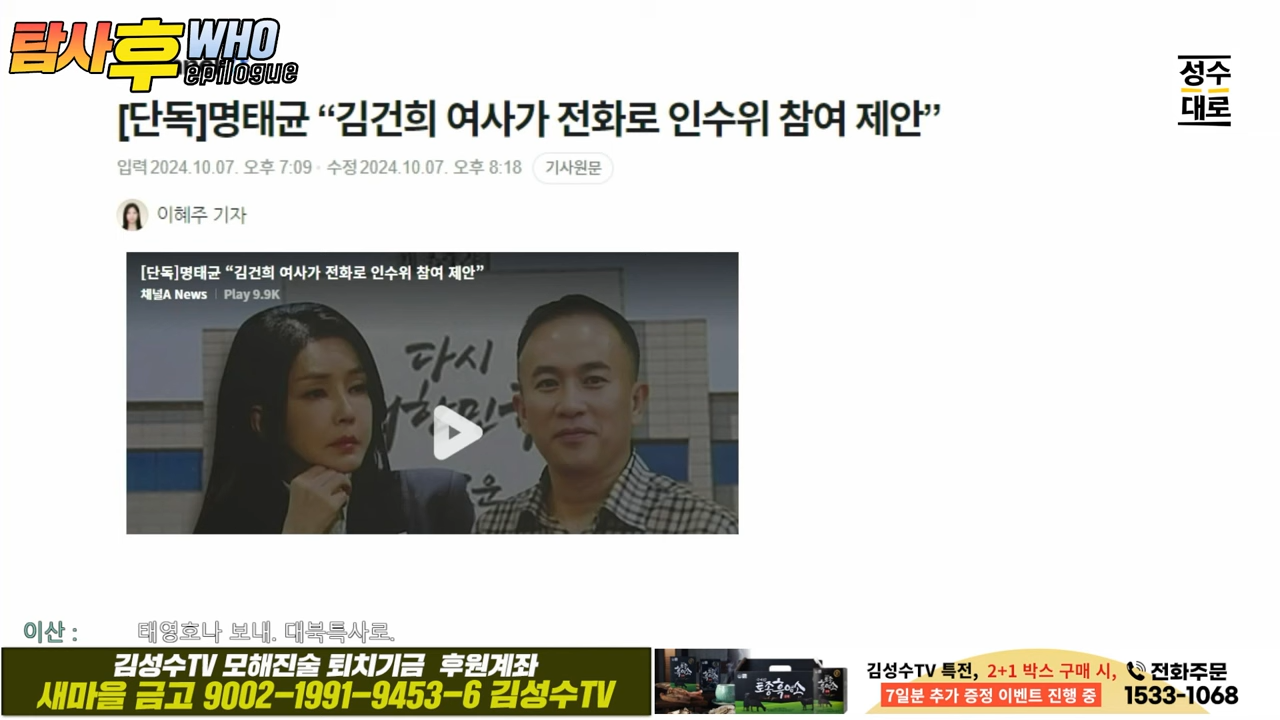 탐사후 WHO
epilogue
성수
대로
[단독]명태균 “김건희 여사가 전화로 인수위 참여 제안”
입력 2024.10.07. 오후 7:09 · 수정 2024.10.07. 오후 8:18 기사원문
이혜주 기자
[단독]명태균 “김건희 여사가 전화로 인수위 참여 제안”
채널A News | Play 9.9K
다시
이산 : 태영호나 보내. 대북특사로.
김성수TV 모해진술 퇴치기금 후원계좌
새마을 금고 9002-1991-9453-6 김성수TV
토종흑염소
김성수TV 특전, 2+1 박스 구매 시,
7일분 추가 증정 이벤트 진행 중
전화주문
1533-1068